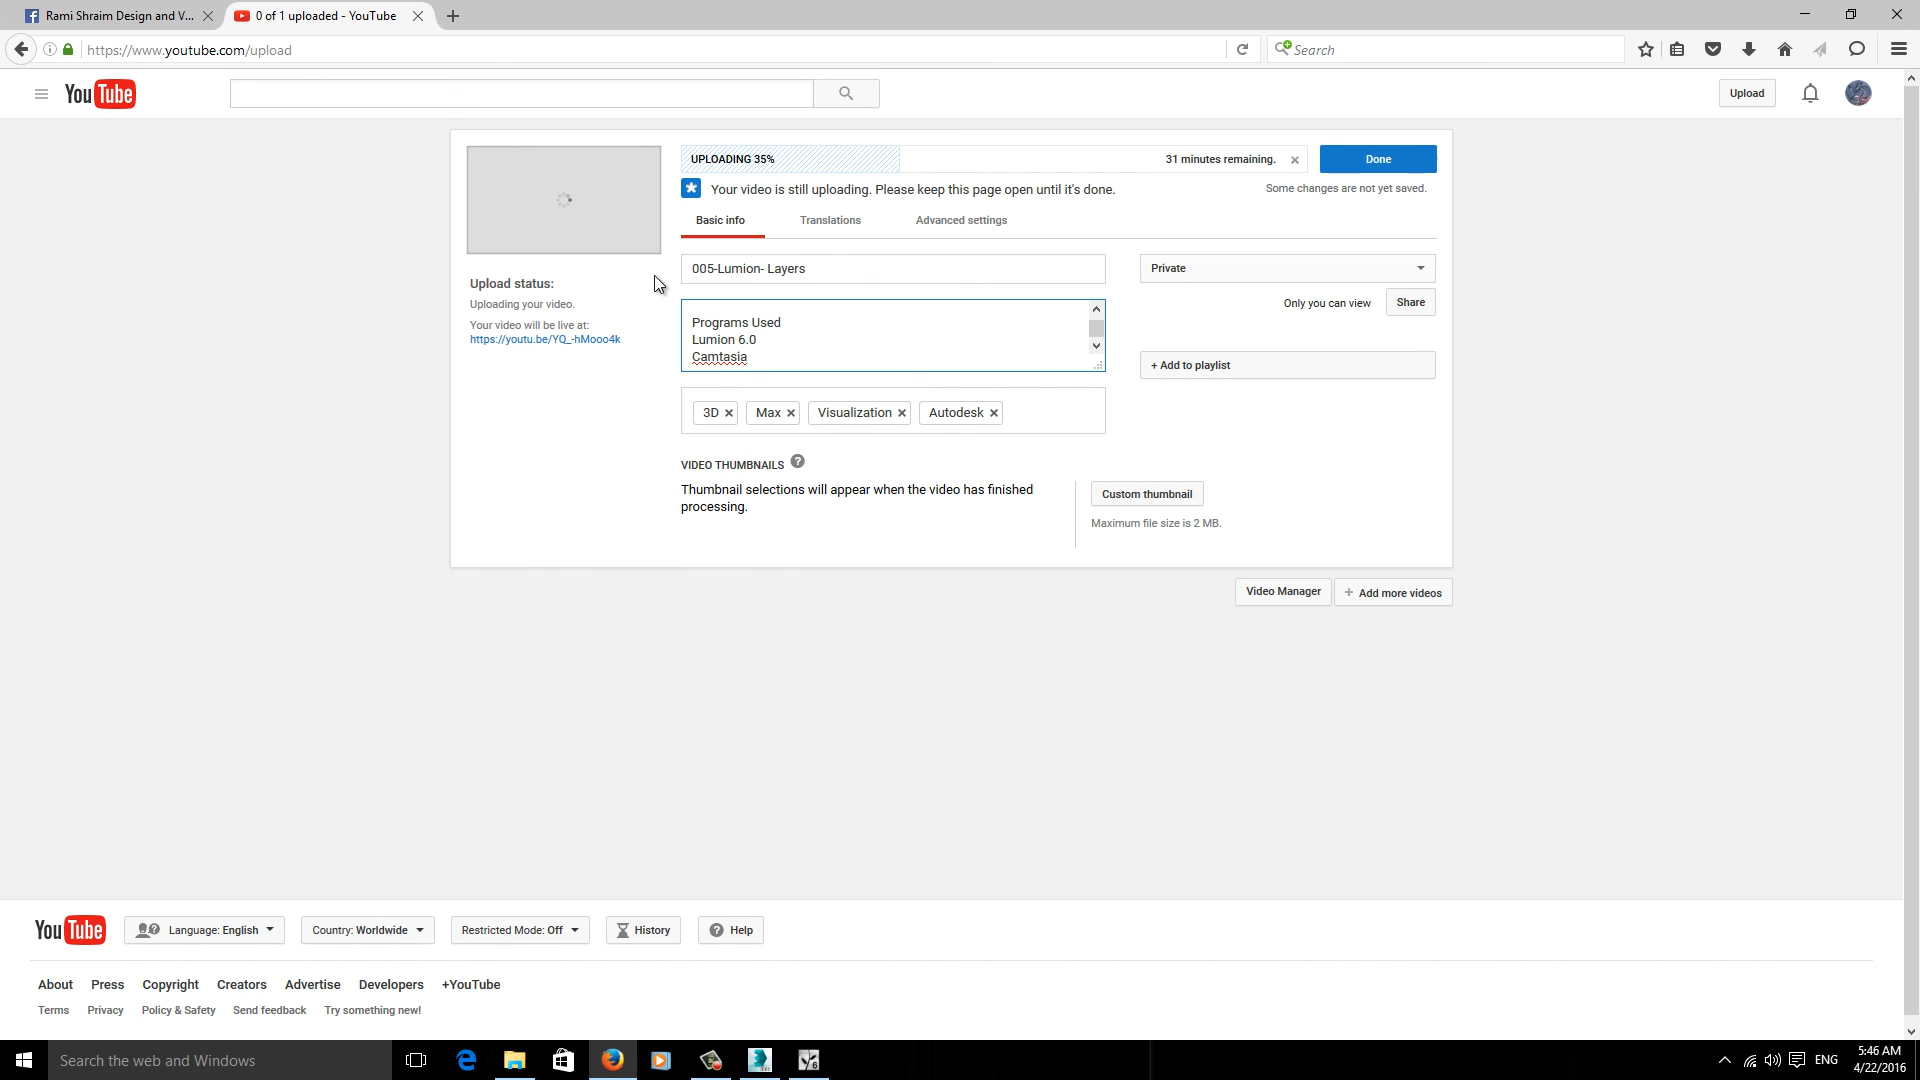 Rami Shraim Design and V...
0 of 1 uploaded - YouTube
https://www.youtube.com/upload
Search
YouTube
Upload
UPLOADING 35%
31 minutes remaining.
Done
Your video is still uploading. Please keep this page open until it's done.
Some changes are not yet saved.
Basic info
Translations
Advanced settings
005-Lumion- Layers
Private
Upload status:
Uploading your video.
Your video will be live at:
https://youtu.be/YQ_-hMooo4k
Only you can view
Share
Programs Used
Lumion 6.0
Camtasia
+ Add to playlist
3D
Max
Visualization
Autodesk
VIDEO THUMBNAILS
Thumbnail selections will appear when the video has finished
processing.
Custom thumbnail
Maximum file size is 2 MB.
Video Manager
+ Add more videos
YouTube
Language: English
Country: Worldwide
Restricted Mode: Off
History
Help
About Press Copyright Creators Advertise Developers +YouTube
Terms Privacy Policy & Safety Send feedback Try something new!
Search the web and Windows
ENG
5:46 AM
4/22/2016